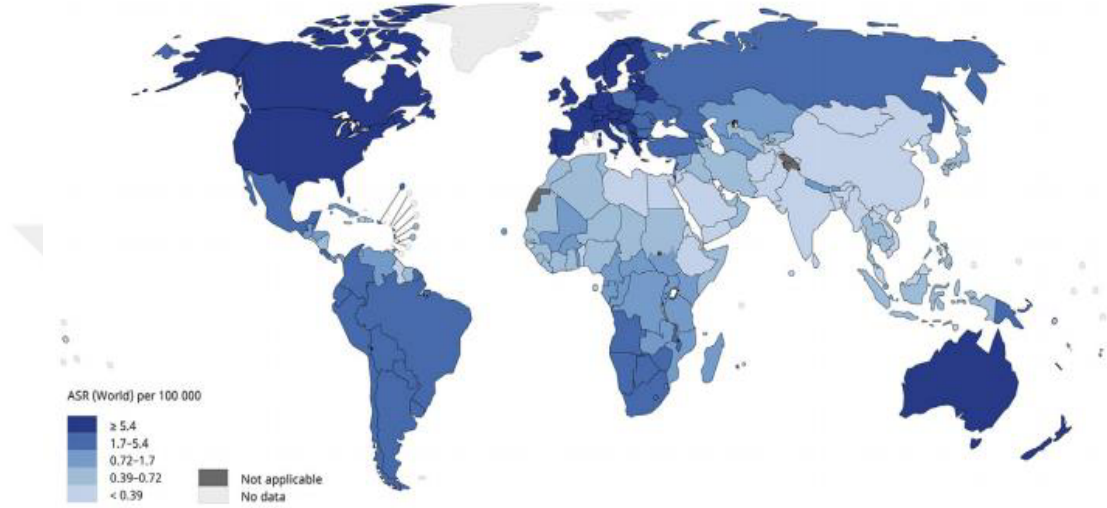 ASR (World) per 100 000
≥ 5.4
1.7–5.4
0.72–1.7
0.39–0.72
< 0.39
Not applicable
No data